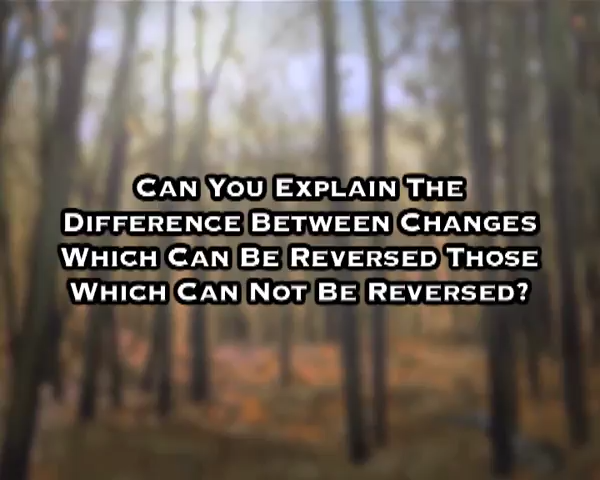 Can You Explain The
Difference Between Changes
Which Can Be Reversed Those
Which Can Not Be Reversed?